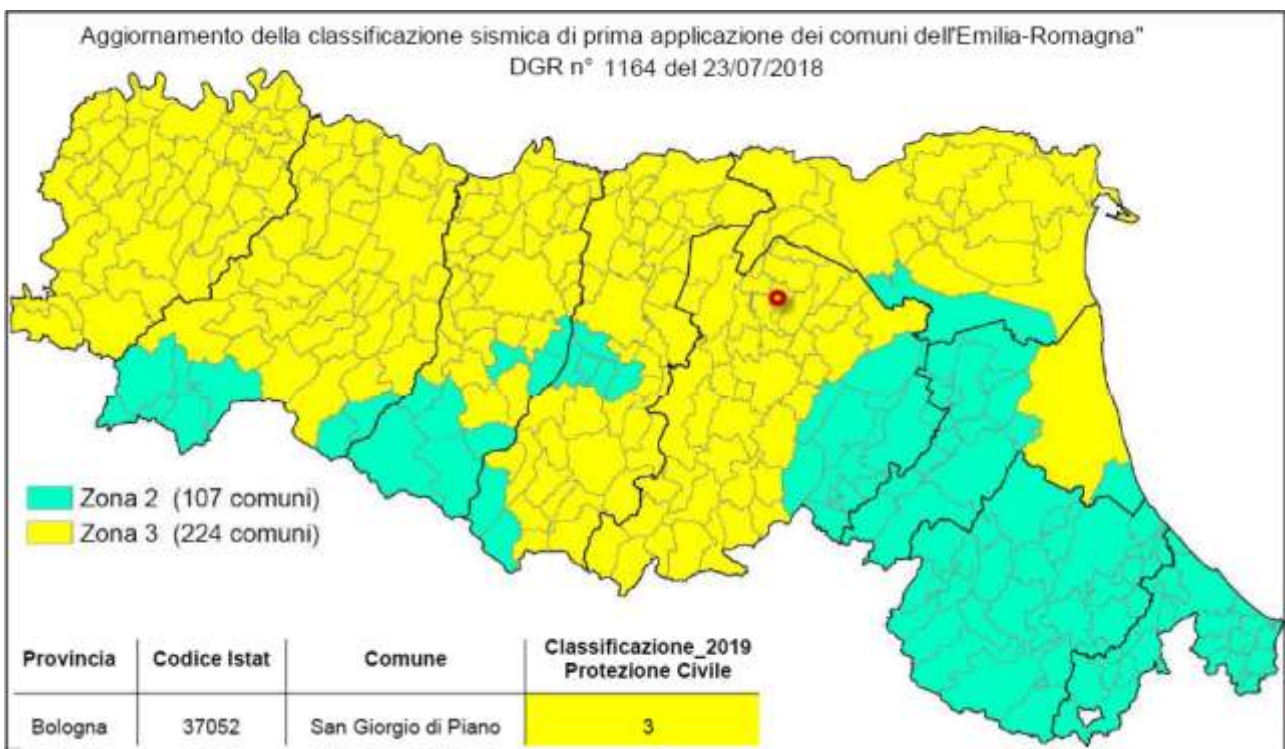 Aggiornamento della classificazione sismica di prima applicazione dei comuni dell'Emilia-Romagna"
DGR n° 1164 del 23/07/2018
Zona 2 (107 comuni)
Zona 3 (224 comuni)
Provincia Codice Istat Comune Classificazione_2019 Protezione Civile
Bologna 37052 San Giorgio di Piano 3